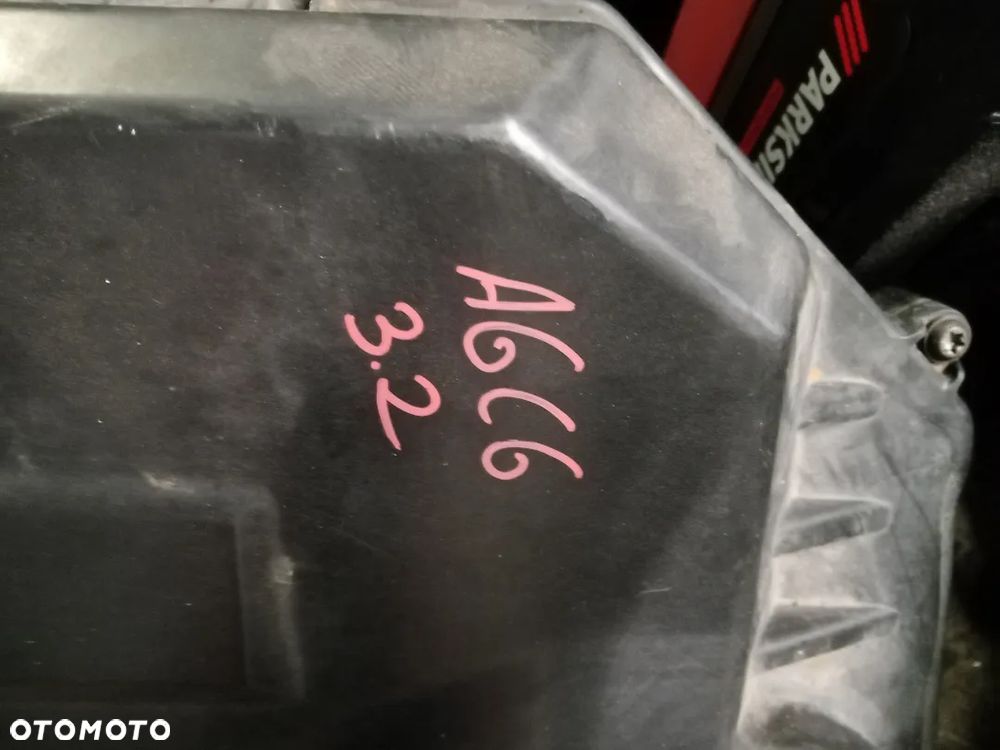 PARKSI
A6C6
3.2
OTOMOTO